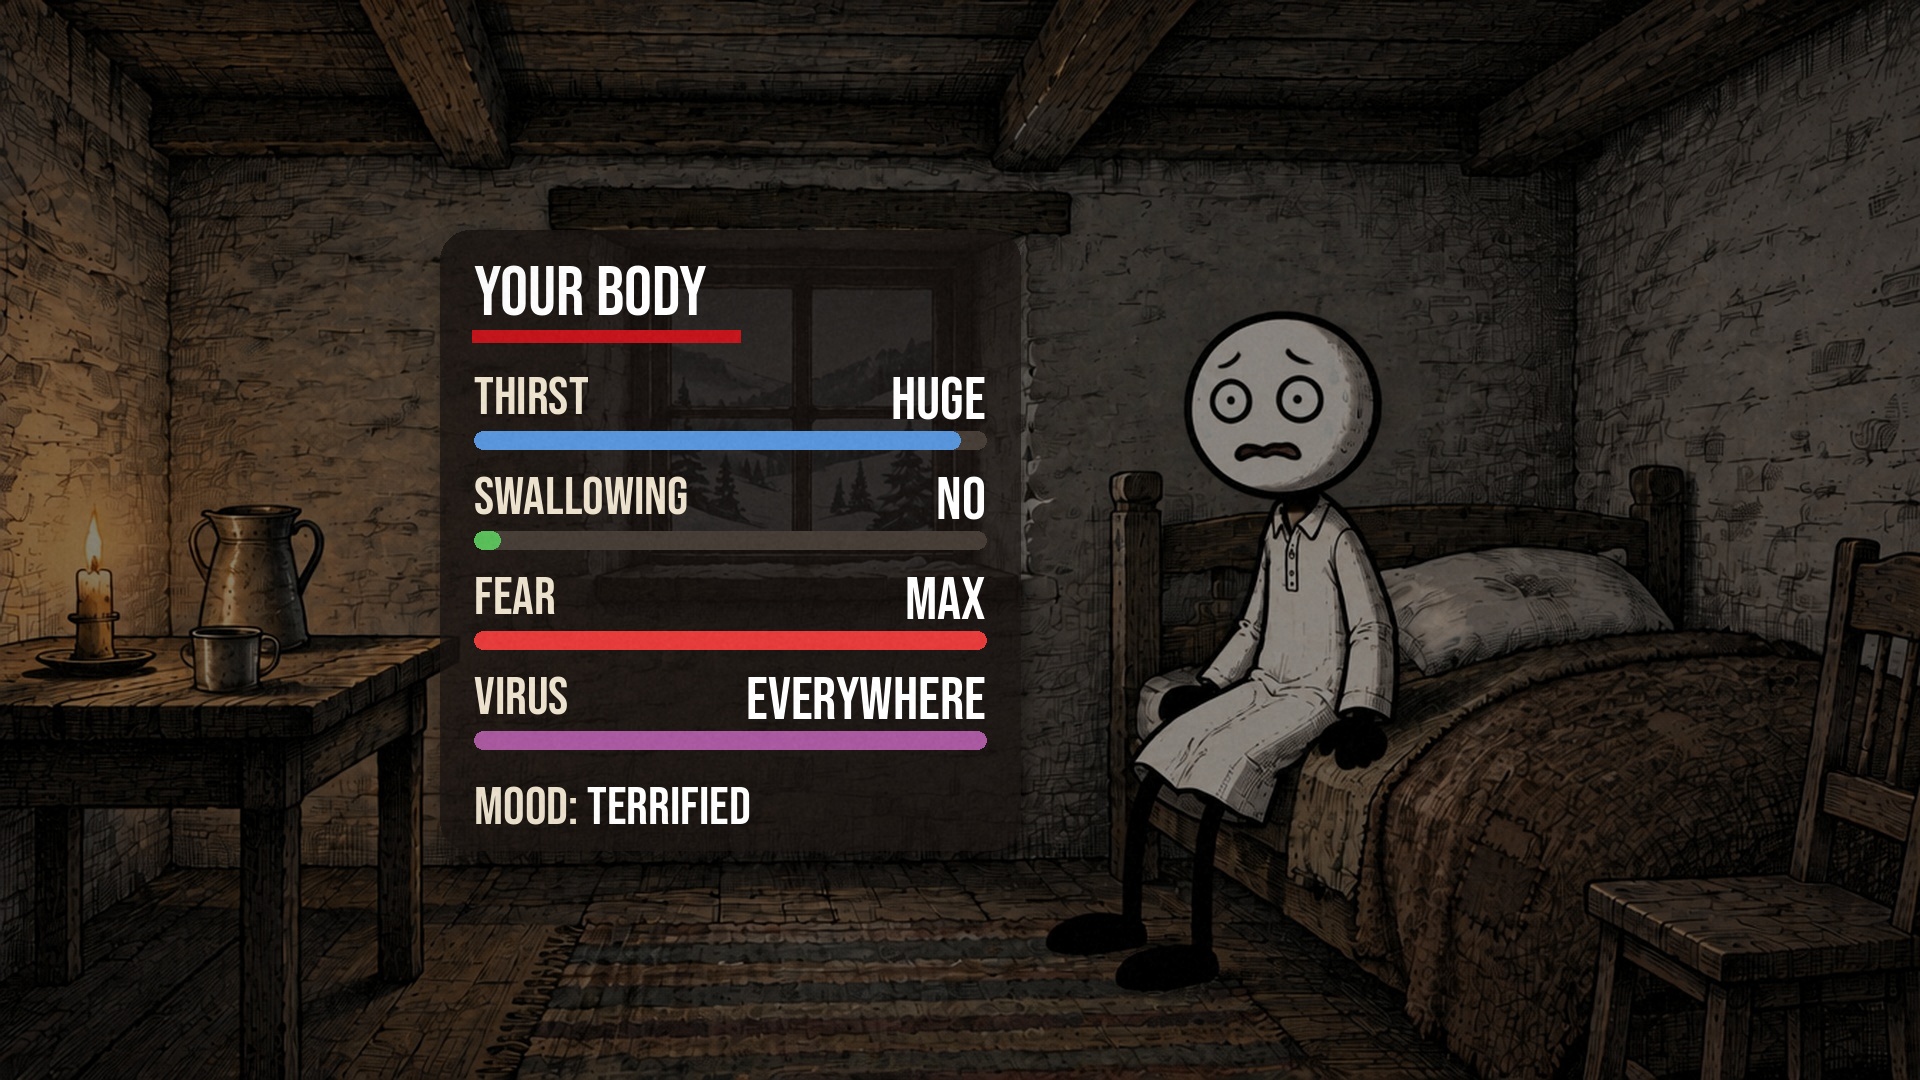 YOUR BODY
THIRST HUGE
SWALLOWING NO
FEAR MAX
VIRUS EVERYWHERE
MOOD: TERRIFIED